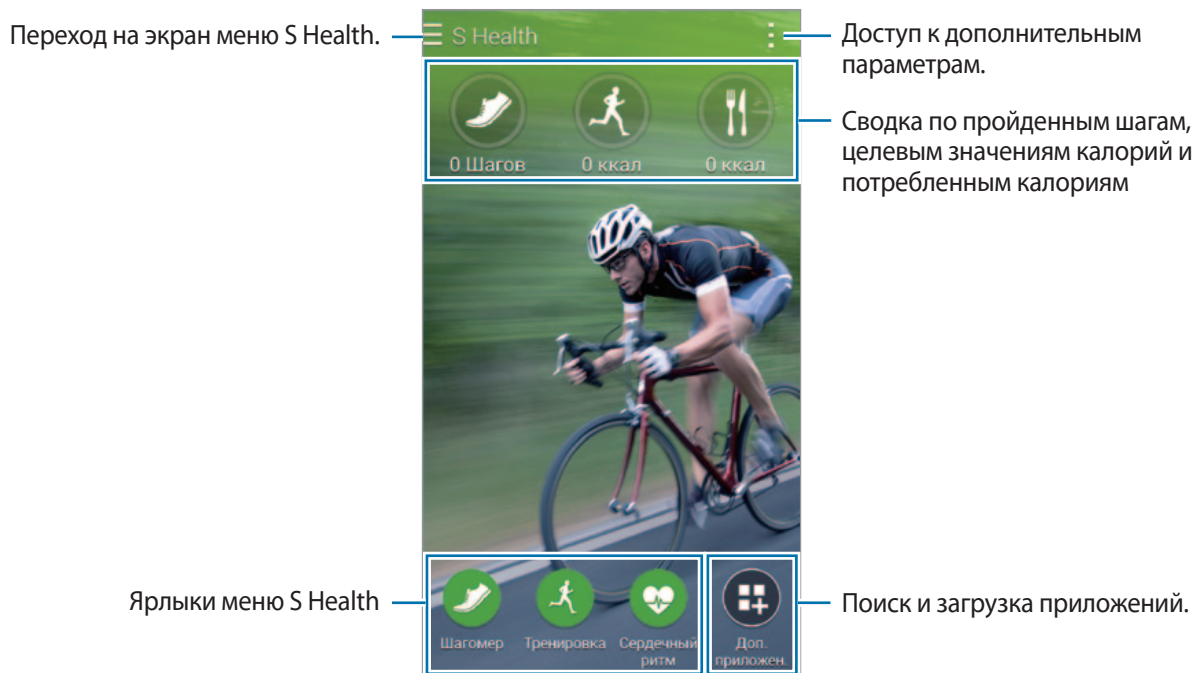 Переход на экран меню S Health.
S Health
Доступ к дополнительным
параметрам.
0 Шагов
0 ккал
0 ккал
Сводка по пройденным шагам,
целевым значениям калорий и
потребленным калориям
Ярлыки меню S Health
Шагомер
Тренировка
Сердечный
ритм
Доп.
приложен.
Поиск и загрузка приложений.